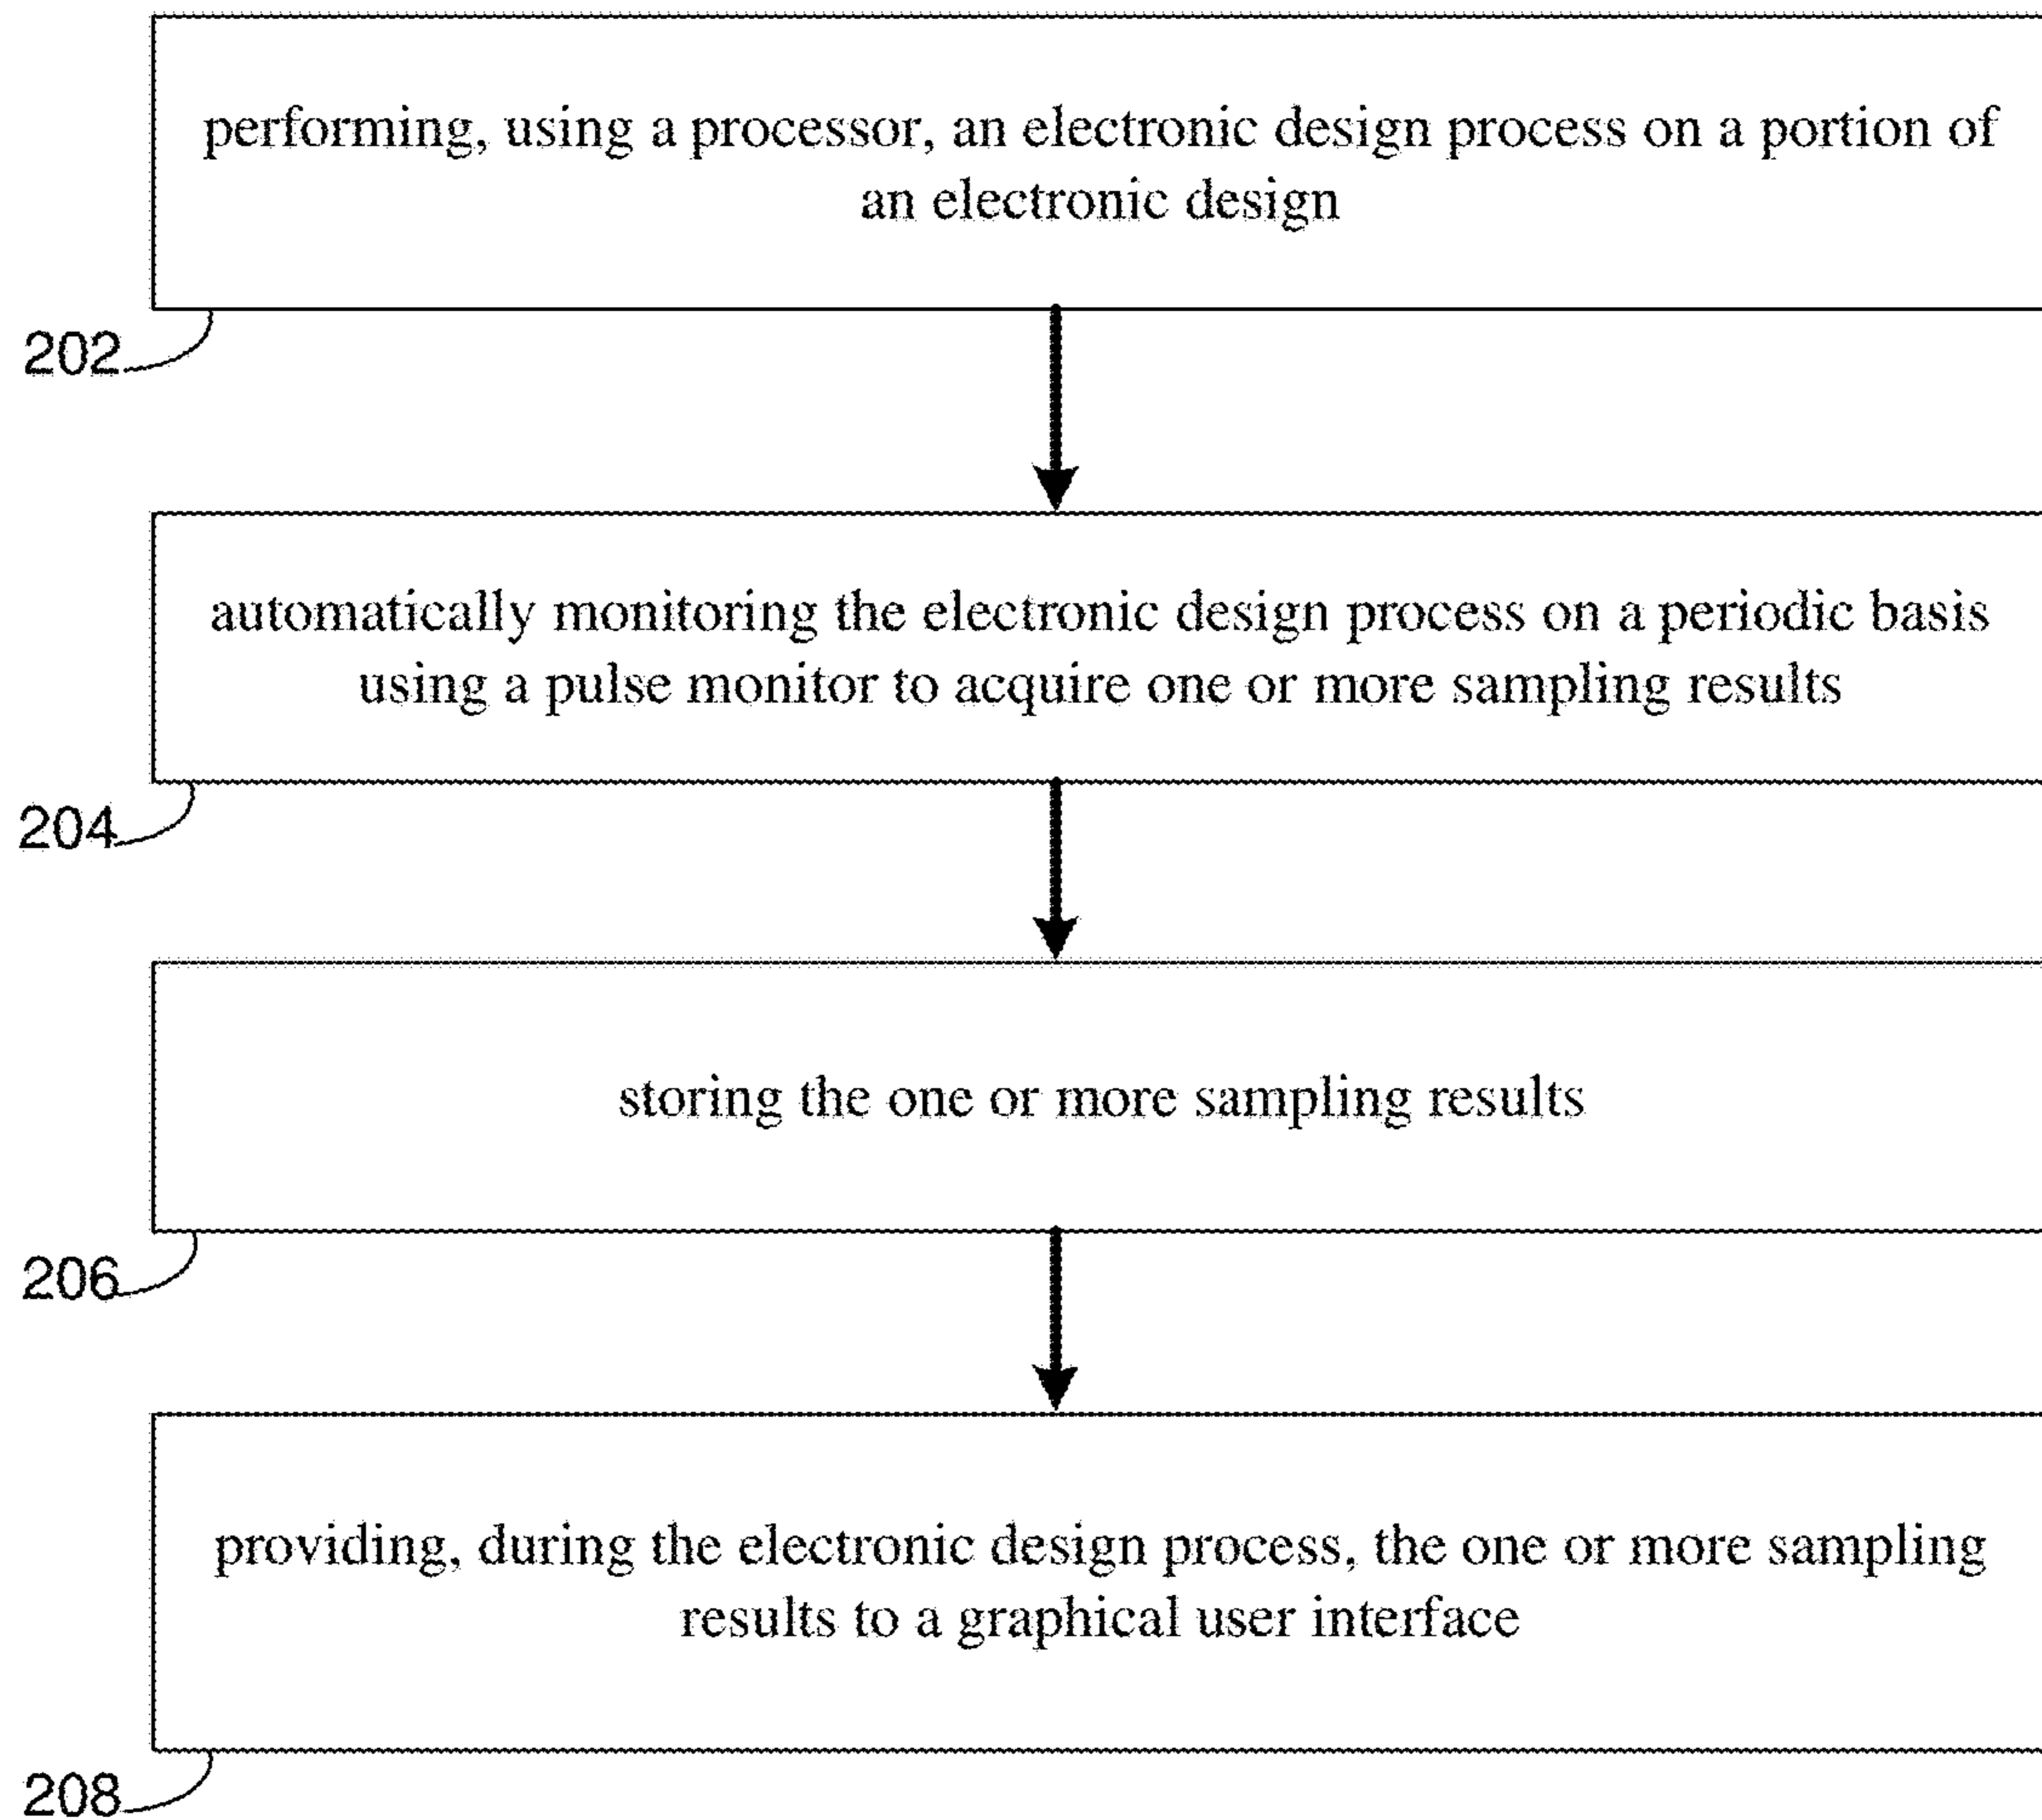 performing, using a processor, an electronic design process on a portion of
an electronic design
202
automatically monitoring the electronic design process on a periodic basis
using a pulse monitor to acquire one or more sampling results
204
storing the one or more sampling results
206
providing, during the electronic design process, the one or more sampling
results to a graphical user interface
208